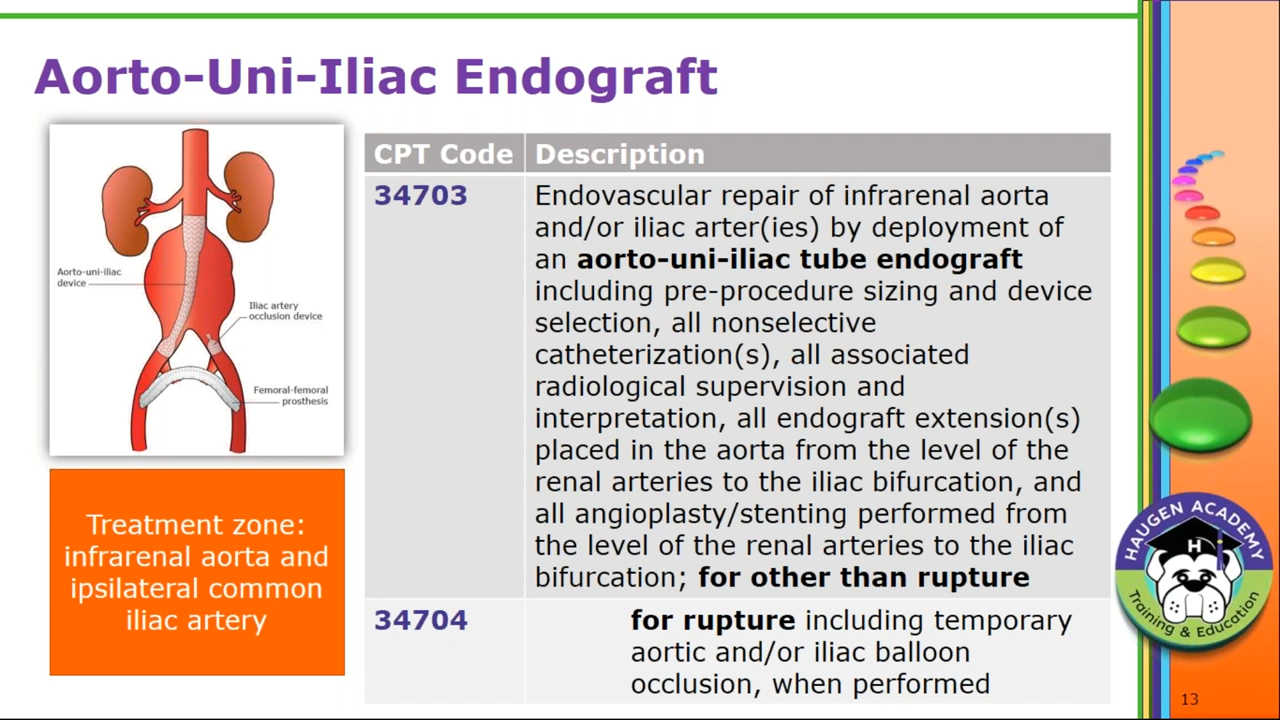 Aorto-Uni-Iliac Endograft
Aorto-uni-iliac
device
Iliac artery
occlusion device
Femoral-femoral
prosthesis
Treatment zone:
infrarenal aorta and
ipsilateral common
iliac artery
CPT Code Description
34703 Endovascular repair of infrarenal aorta
and/or iliac arter(ies) by deployment of
an aorto-uni-iliac tube endograft
including pre-procedure sizing and device
selection, all nonselective
catheterization(s), all associated
radiological supervision and
interpretation, all endograft extension(s)
placed in the aorta from the level of the
renal arteries to the iliac bifurcation, and
all angioplasty/stenting performed from
the level of the renal arteries to the iliac
bifurcation; for other than rupture
34704 for rupture including temporary
aortic and/or iliac balloon
occlusion, when performed
HAUGEN ACADEMY
H
Training & Education
13